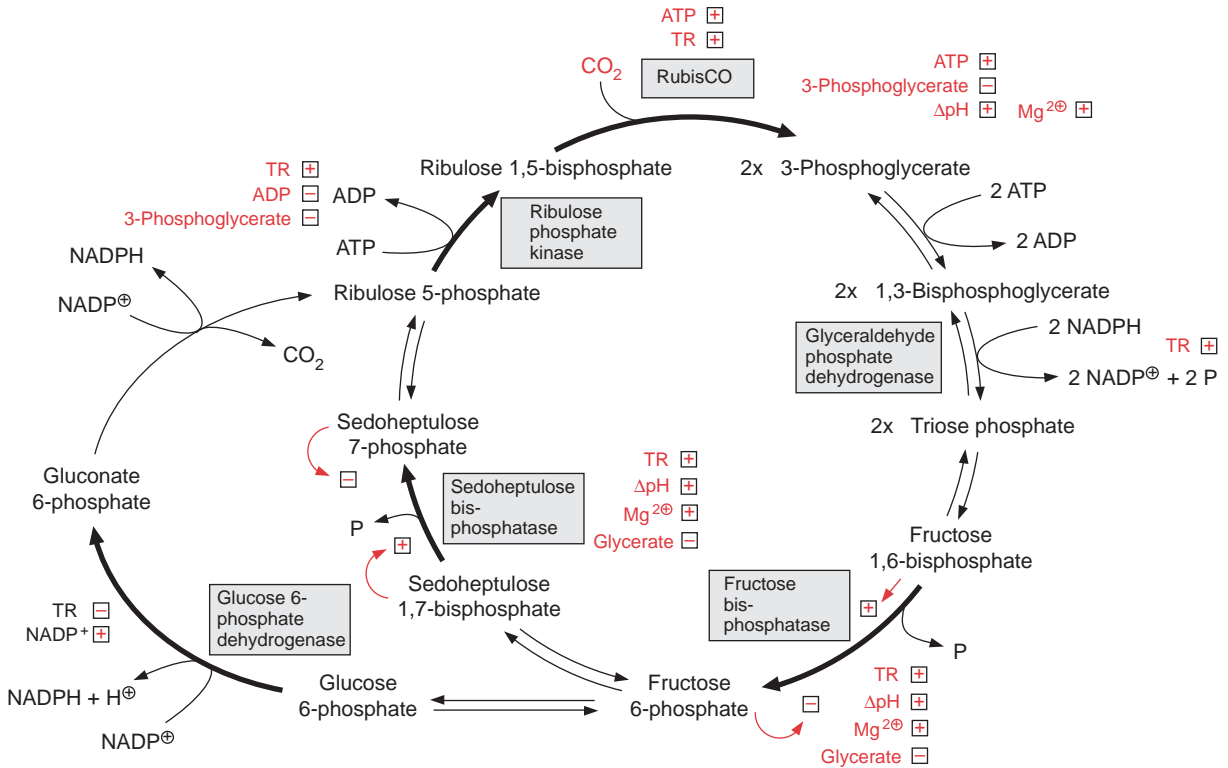 ATP +
TR +
CO₂
RubisCO
ATP +
3-Phosphoglycerate −
ΔpH + Mg²⊕ +
Ribulose 1,5-bisphosphate
2x 3-Phosphoglycerate
TR +
ADP −
3-Phosphoglycerate −
ADP
ATP
Ribulose
phosphate
kinase
2 ATP
2 ADP
NADPH
NADP⊕
CO₂
Ribulose 5-phosphate
2x 1,3-Bisphosphoglycerate
Glyceraldehyde
phosphate
dehydrogenase
2 NADPH
TR +
2 NADP⊕ + 2 P
Sedoheptulose
7-phosphate
−
2x Triose phosphate
Gluconate
6-phosphate
P
+
Sedoheptulose
bis-
phosphatase
TR +
ΔpH +
Mg²⊕ +
Glycerate −
Fructose
1,6-bisphosphate
Sedoheptulose
1,7-bisphosphate
Fructose
bis-
phosphatase
+
P
TR −
NADP⁺ +
Glucose 6-
phosphate
dehydrogenase
NADPH + H⊕
NADP⊕
Glucose
6-phosphate
Fructose
6-phosphate
−
TR +
ΔpH +
Mg²⊕ +
Glycerate −